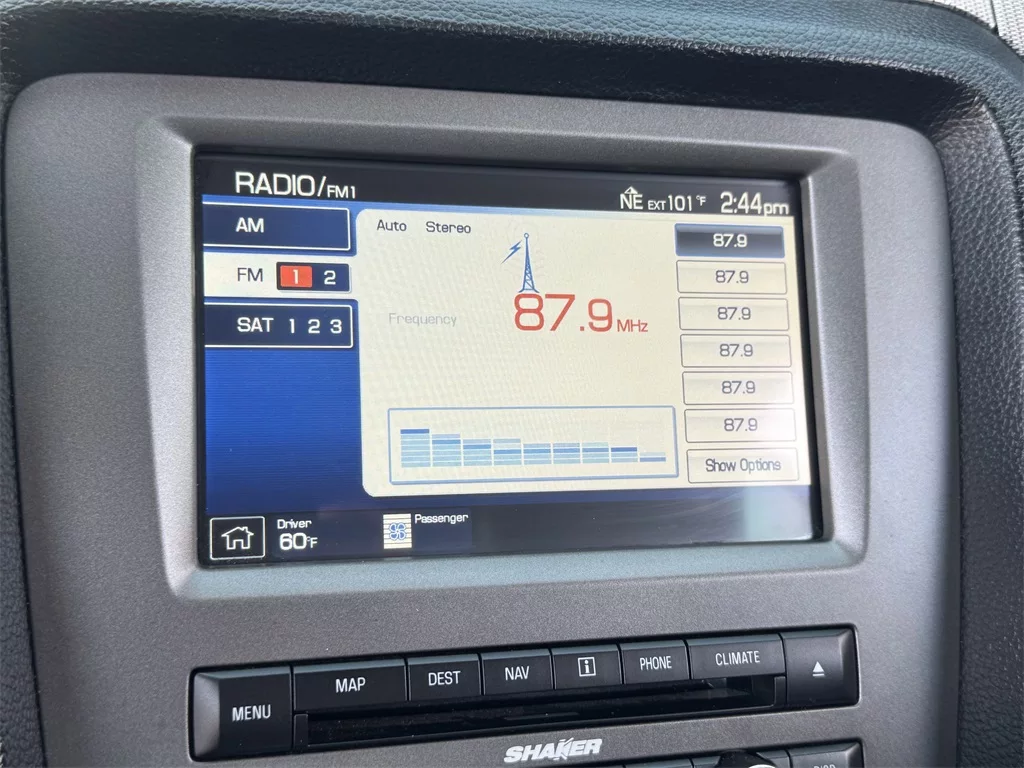 RADIO/FM1
NE EXT 101°F 2:44pm
AM
FM 1 2
SAT 1 2 3
Auto Stereo
Frequency
87.9 MHz
87.9
87.9
87.9
87.9
87.9
87.9
Show Options
Driver
60°F
Passenger
MENU
MAP
DEST
NAV
i
PHONE
CLIMATE
SHAKER
DISP